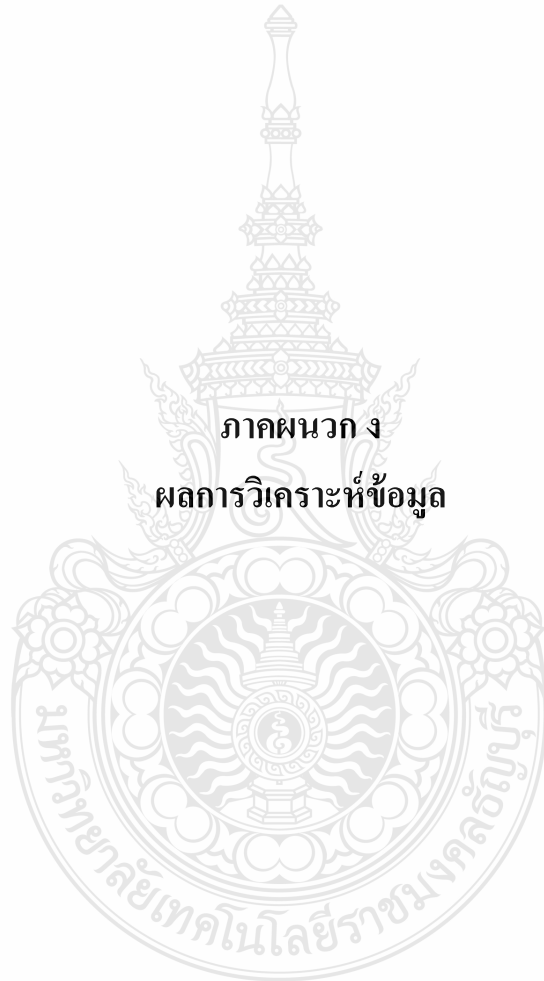 ภาคผนวก ง
ผลการวิเคราะห์ข้อมูล
มหาวิทยาลัยเทคโนโลยีราชมงคลธัญบุรี